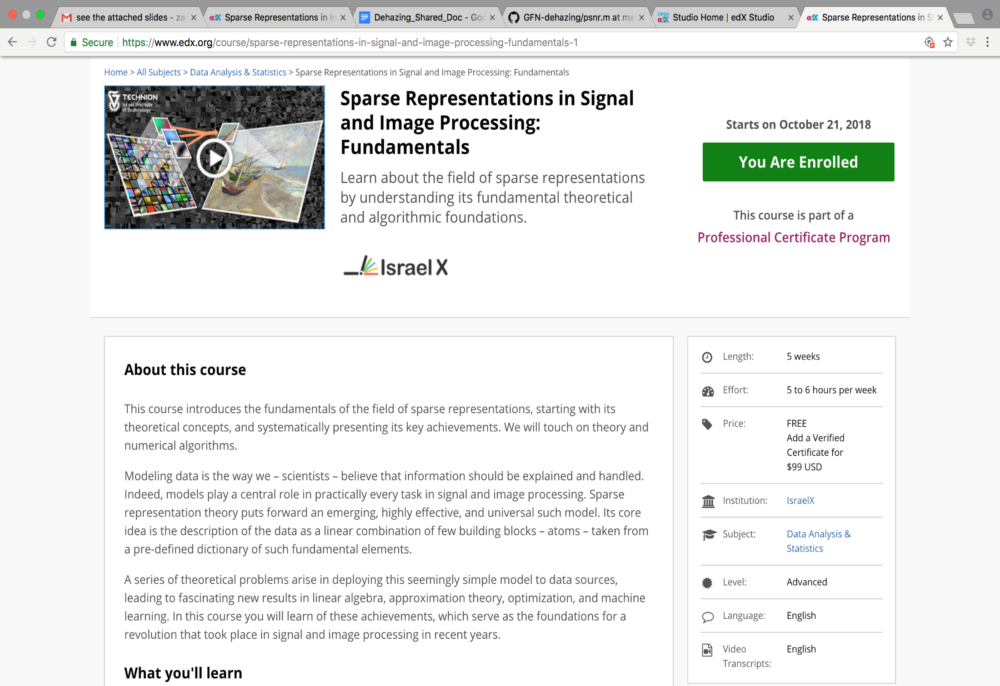 see the attached slides - za
Sparse Representations in I
Dehazing_Shared_Doc - Goo
GFN-dehazing/psnr.m at ma
OPEN edX
Studio Home | edX Studio
edX
Sparse Representations in S
Secure
https://www.edx.org/course/sparse-representations-in-signal-and-image-processing-fundamentals-1
Home > All Subjects > Data Analysis & Statistics > Sparse Representations in Signal and Image Processing: Fundamentals
TECHNION
Israel Institute
of Technology
Sparse Representations in Signal
and Image Processing:
Fundamentals
Learn about the field of sparse representations
by understanding its fundamental theoretical
and algorithmic foundations.
Israel X
Starts on October 21, 2018
You Are Enrolled
This course is part of a
Professional Certificate Program
About this course
This course introduces the fundamentals of the field of sparse representations, starting with its
theoretical concepts, and systematically presenting its key achievements. We will touch on theory and
numerical algorithms.
Modeling data is the way we – scientists – believe that information should be explained and handled.
Indeed, models play a central role in practically every task in signal and image processing. Sparse
representation theory puts forward an emerging, highly effective, and universal such model. Its core
idea is the description of the data as a linear combination of few building blocks – atoms – taken from
a pre-defined dictionary of such fundamental elements.
A series of theoretical problems arise in deploying this seemingly simple model to data sources,
leading to fascinating new results in linear algebra, approximation theory, optimization, and machine
learning. In this course you will learn of these achievements, which serve as the foundations for a
revolution that took place in signal and image processing in recent years.
What you'll learn
Length: 5 weeks
Effort: 5 to 6 hours per week
Price: FREE
Add a Verified
Certificate for
$99 USD
Institution: IsraelX
Subject: Data Analysis &
Statistics
Level: Advanced
Language: English
Video English
Transcripts: